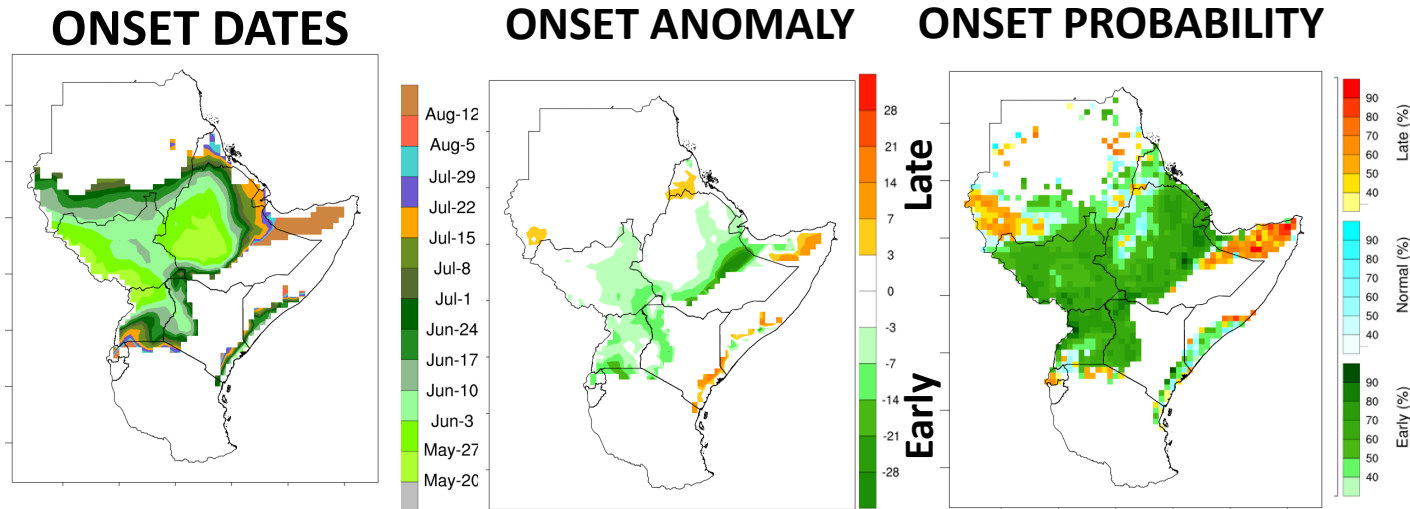 ONSET DATES
ONSET ANOMALY
ONSET PROBABILITY
Aug-12
Aug-5
Jul-29
Jul-22
Jul-15
Jul-8
Jul-1
Jun-24
Jun-17
Jun-10
Jun-3
May-27
May-20
28
21
14
7
3
0
-3
-7
-14
-21
-28
Late
Early
90
80
70
60
50
40
Late (%)
90
80
70
60
50
40
Normal (%)
90
80
70
60
50
40
Early (%)